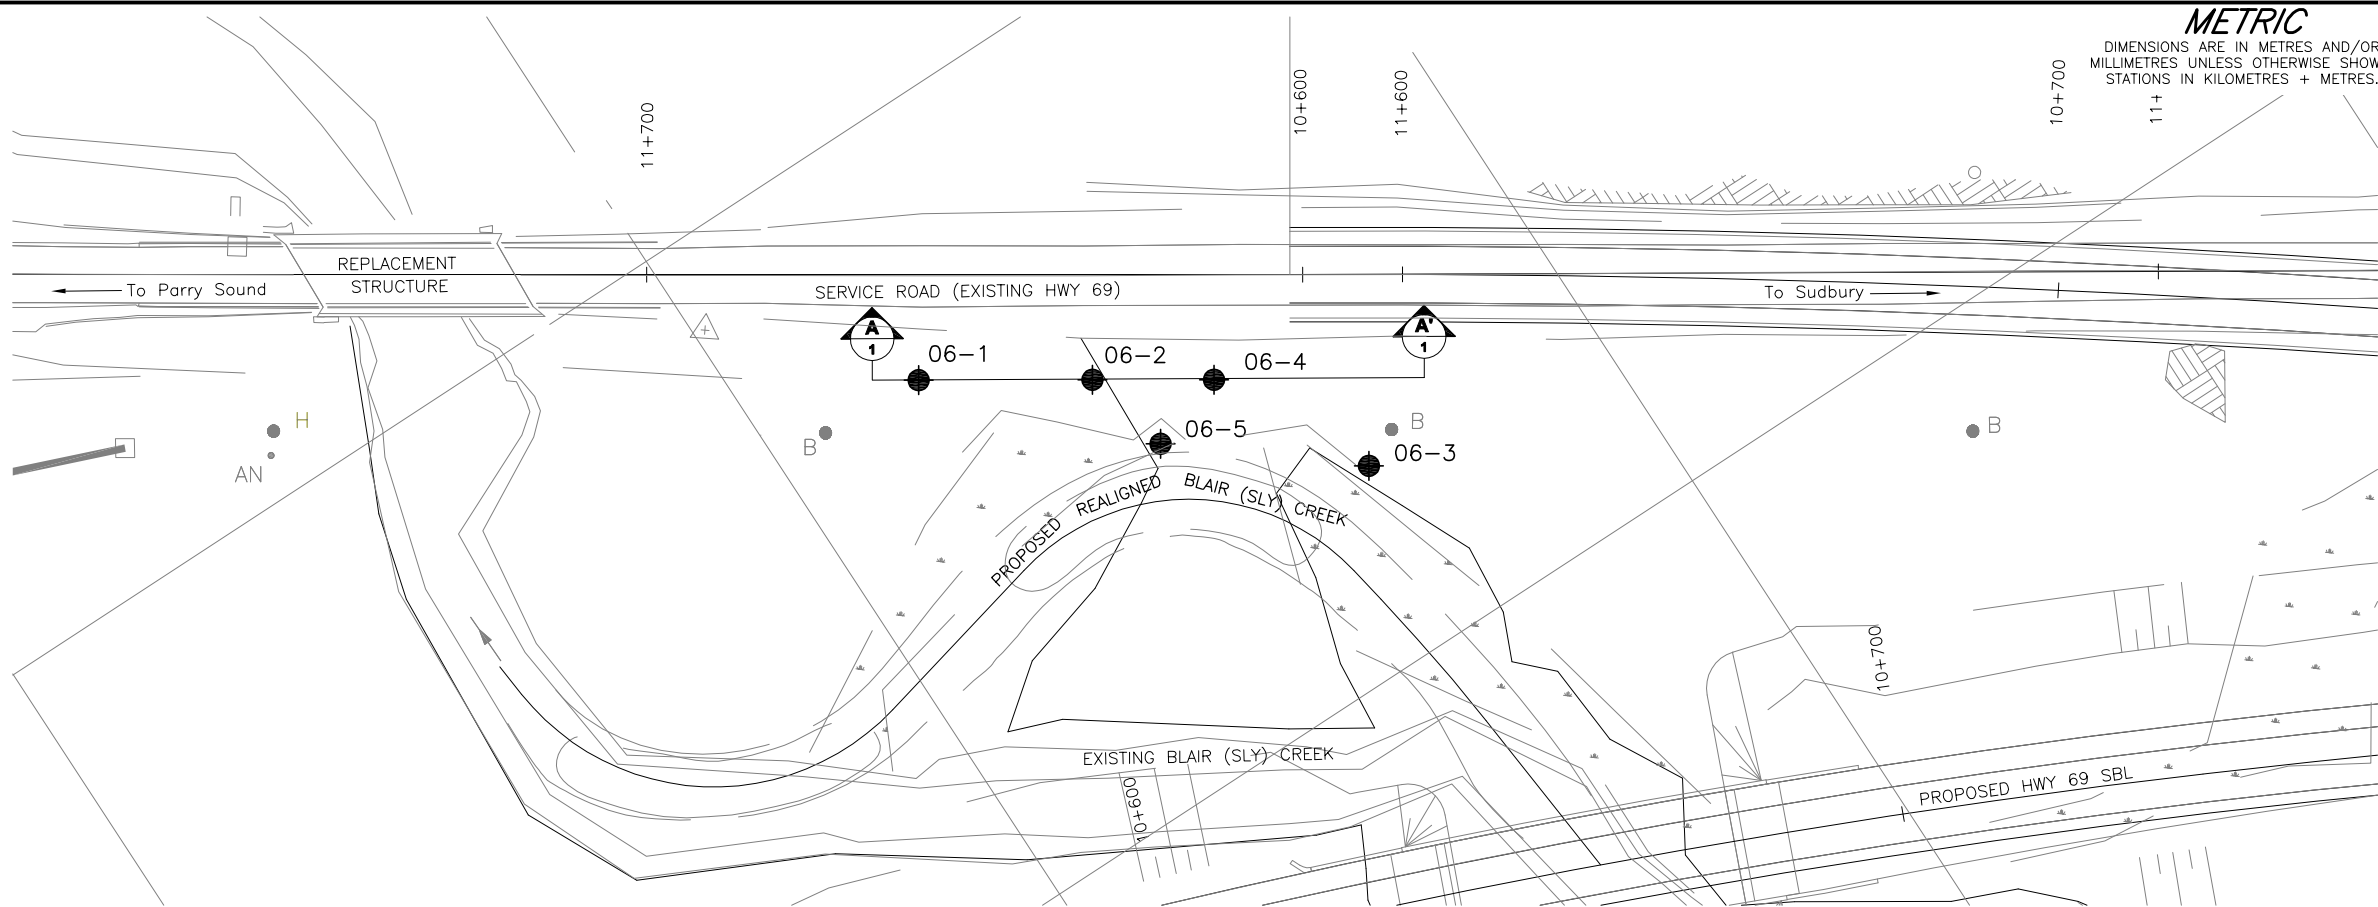 METRIC
DIMENSIONS ARE IN METRES AND/OR
MILLIMETRES UNLESS OTHERWISE SHOW
STATIONS IN KILOMETRES + METRES.
11+700
10+600
11+600
10+700
11+
REPLACEMENT
STRUCTURE
To Parry Sound
SERVICE ROAD (EXISTING HWY 69)
To Sudbury
A
1
A'
1
06-1
06-2
06-4
H
B
06-5
B
06-3
B
AN
PROPOSED REALIGNED BLAIR (SLY) CREEK
10+700
EXISTING BLAIR (SLY) CREEK
10+600
PROPOSED HWY 69 SBL